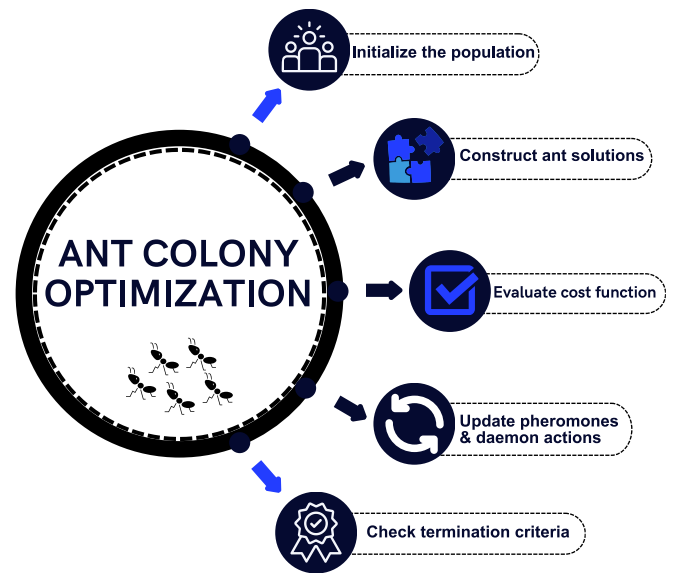 ANT COLONY
OPTIMIZATION
Initialize the population
Construct ant solutions
Evaluate cost function
Update pheromones
& daemon actions
Check termination criteria